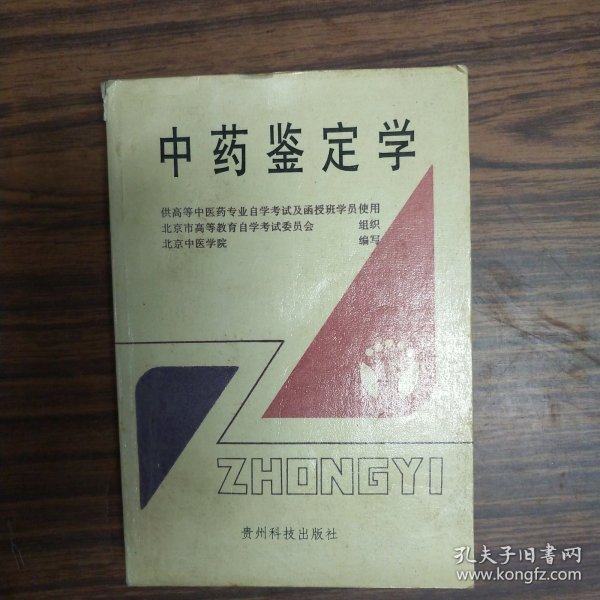 中药鉴定学
供高等中医药专业自学考试及函授班学员使用
北京市高等教育自学考试委员会 组织
北京中医学院 编写
ZHONGYI
贵州科技出版社
孔夫子旧书网
www.kongfz.com